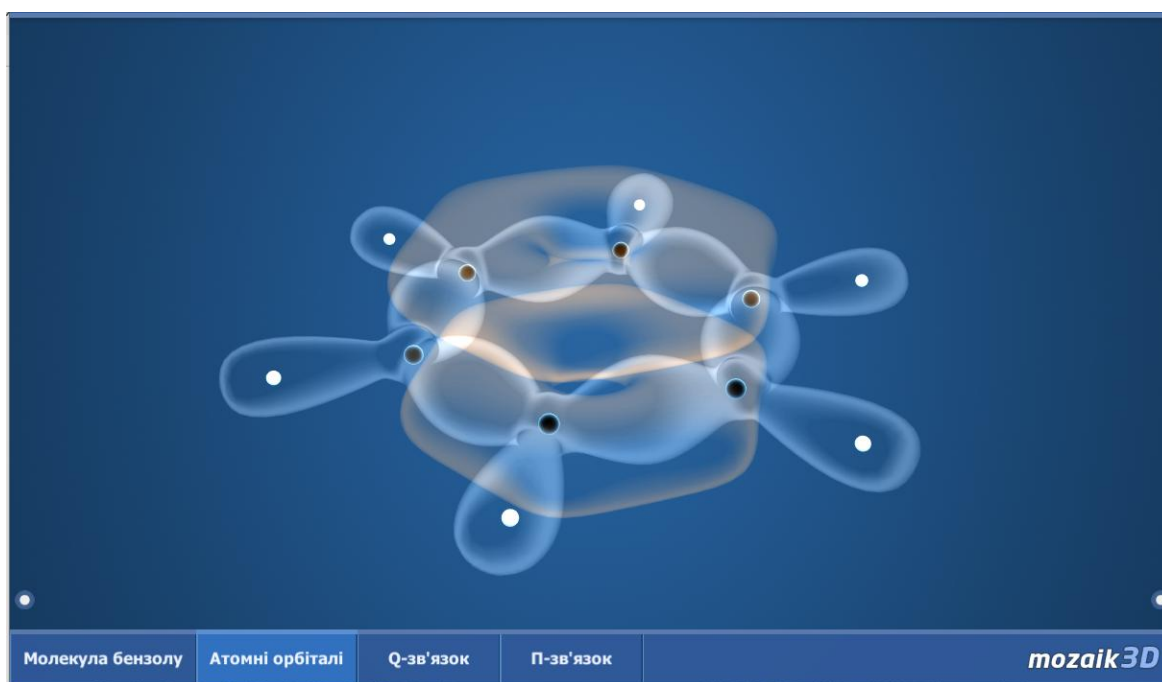 Молекула бензолу
Атомні орбіталі
Q-зв'язок
П-зв'язок
mozaik3D